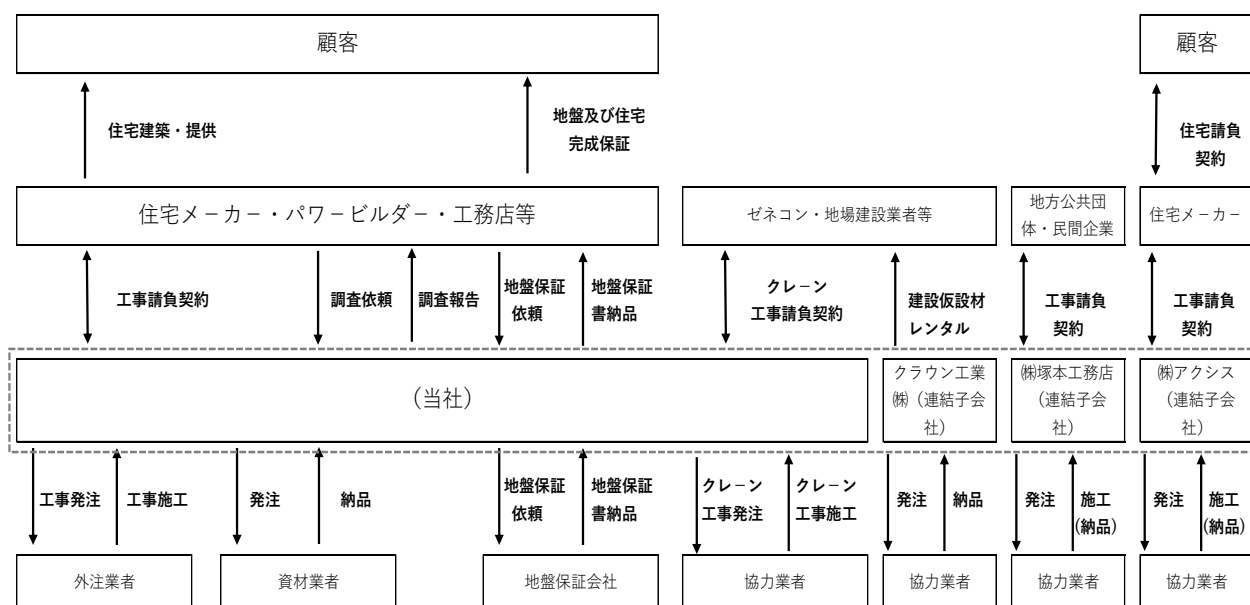 顧客
顧客
住宅建築・提供
地盤及び住宅
完成保証
住宅請負
契約
住宅メーカー・パワービルダー・工務店等
ゼネコン・地場建設業者等
地方公共団
体・民間企業
住宅メーカー
工事請負契約
調査依頼
調査報告
地盤保証
依頼
地盤保証
書納品
クレーン
工事請負契約
建設仮設材
レンタル
工事請負
契約
工事請負
契約
(当社)
クラウン工業
㈱(連結子会
社)
㈱塚本工務店
(連結子会
社)
㈱アクシス
(連結子会
社)
工事発注
工事施工
発注
納品
地盤保証
依頼
地盤保証
書納品
クレーン
工事発注
クレーン
工事施工
発注
納品
発注
施工
(納品)
発注
施工
(納品)
外注業者
資材業者
地盤保証会社
協力業者
協力業者
協力業者
協力業者